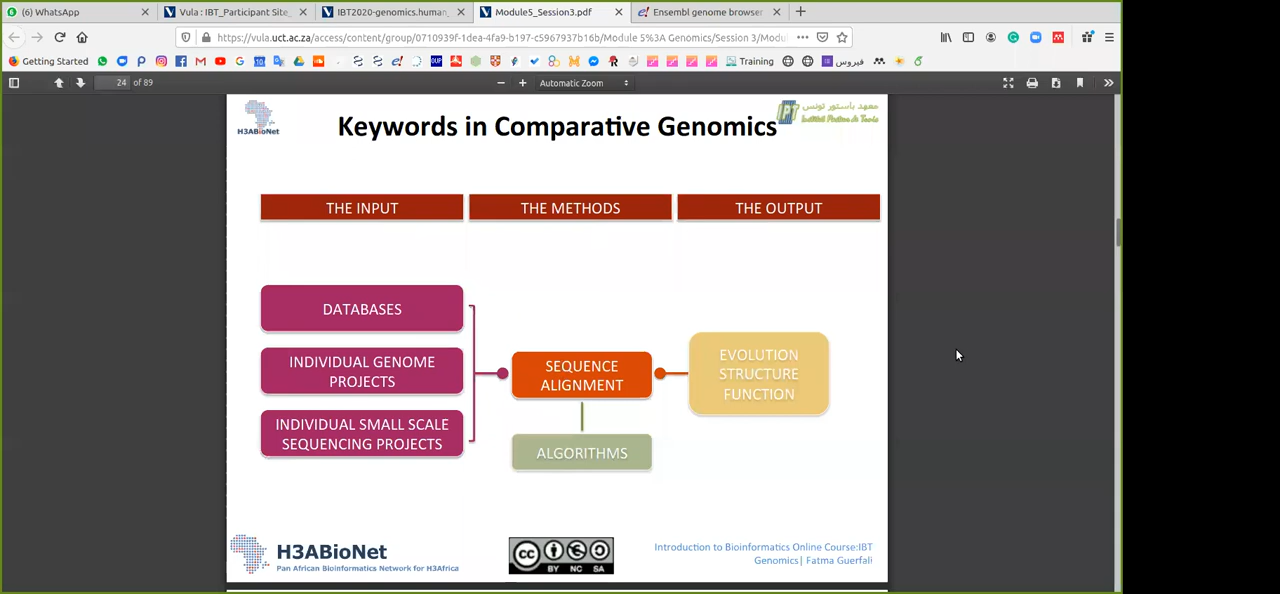 (6) WhatsApp
Vula : IBT_Participant Site_
IBT2020-genomics.human_
Module5_Session3.pdf
Ensembl genome browser
https://vula.uct.ac.za/access/content/group/0710939f-1dea-4fa9-b197-c5967937b16b/Module 5%3A Genomics/Session 3/Modu
Getting Started
Training
فيروس
24 of 89
Automatic Zoom
H3ABioNet
معهد باستور تونس
Institut Pasteur de Tunis
Keywords in Comparative Genomics
THE INPUT
THE METHODS
THE OUTPUT
DATABASES
INDIVIDUAL GENOME
PROJECTS
INDIVIDUAL SMALL SCALE
SEQUENCING PROJECTS
SEQUENCE
ALIGNMENT
ALGORITHMS
EVOLUTION
STRUCTURE
FUNCTION
H3ABioNet
Pan African Bioinformatics Network for H3Africa
cc
BY NC SA
Introduction to Bioinformatics Online Course:IBT
Genomics| Fatma Guerfali